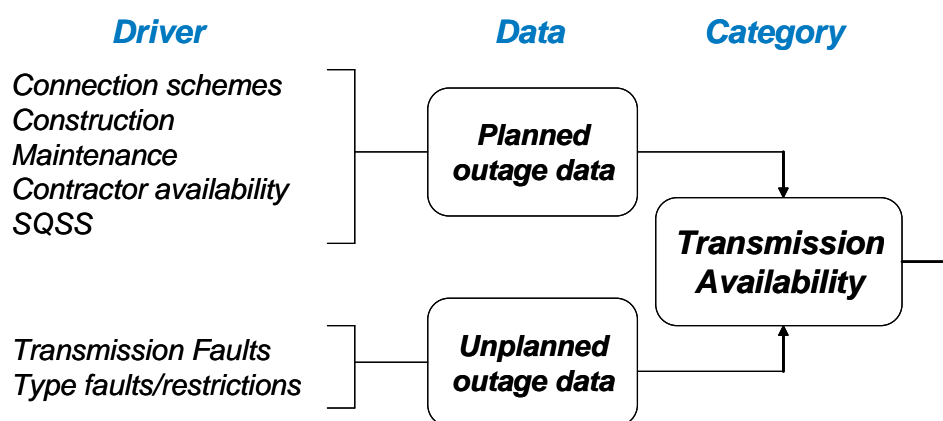 Driver
Data
Category
Connection schemes
Construction
Maintenance
Contractor availability
SQSS
Planned
outage data
Transmission
Availability
Transmission Faults
Type faults/restrictions
Unplanned
outage data